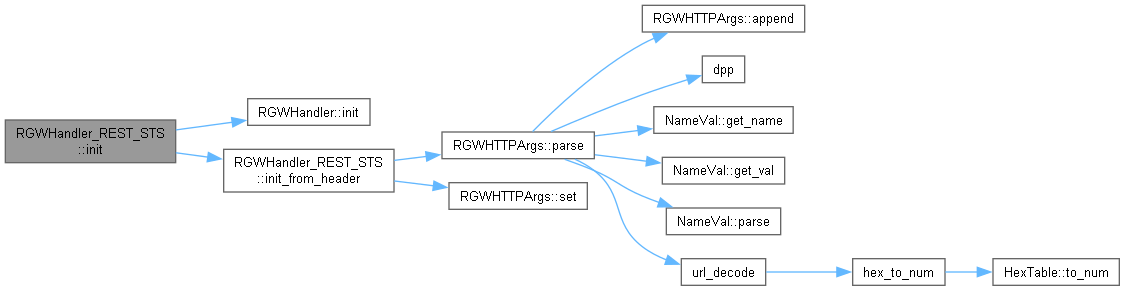 RGWHandler_REST_STS
::init
RGWHandler::init
RGWHandler_REST_STS
::init_from_header
RGWHTTPArgs::parse
RGWHTTPArgs::set
RGWHTTPArgs::append
dpp
NameVal::get_name
NameVal::get_val
NameVal::parse
url_decode
hex_to_num
HexTable::to_num